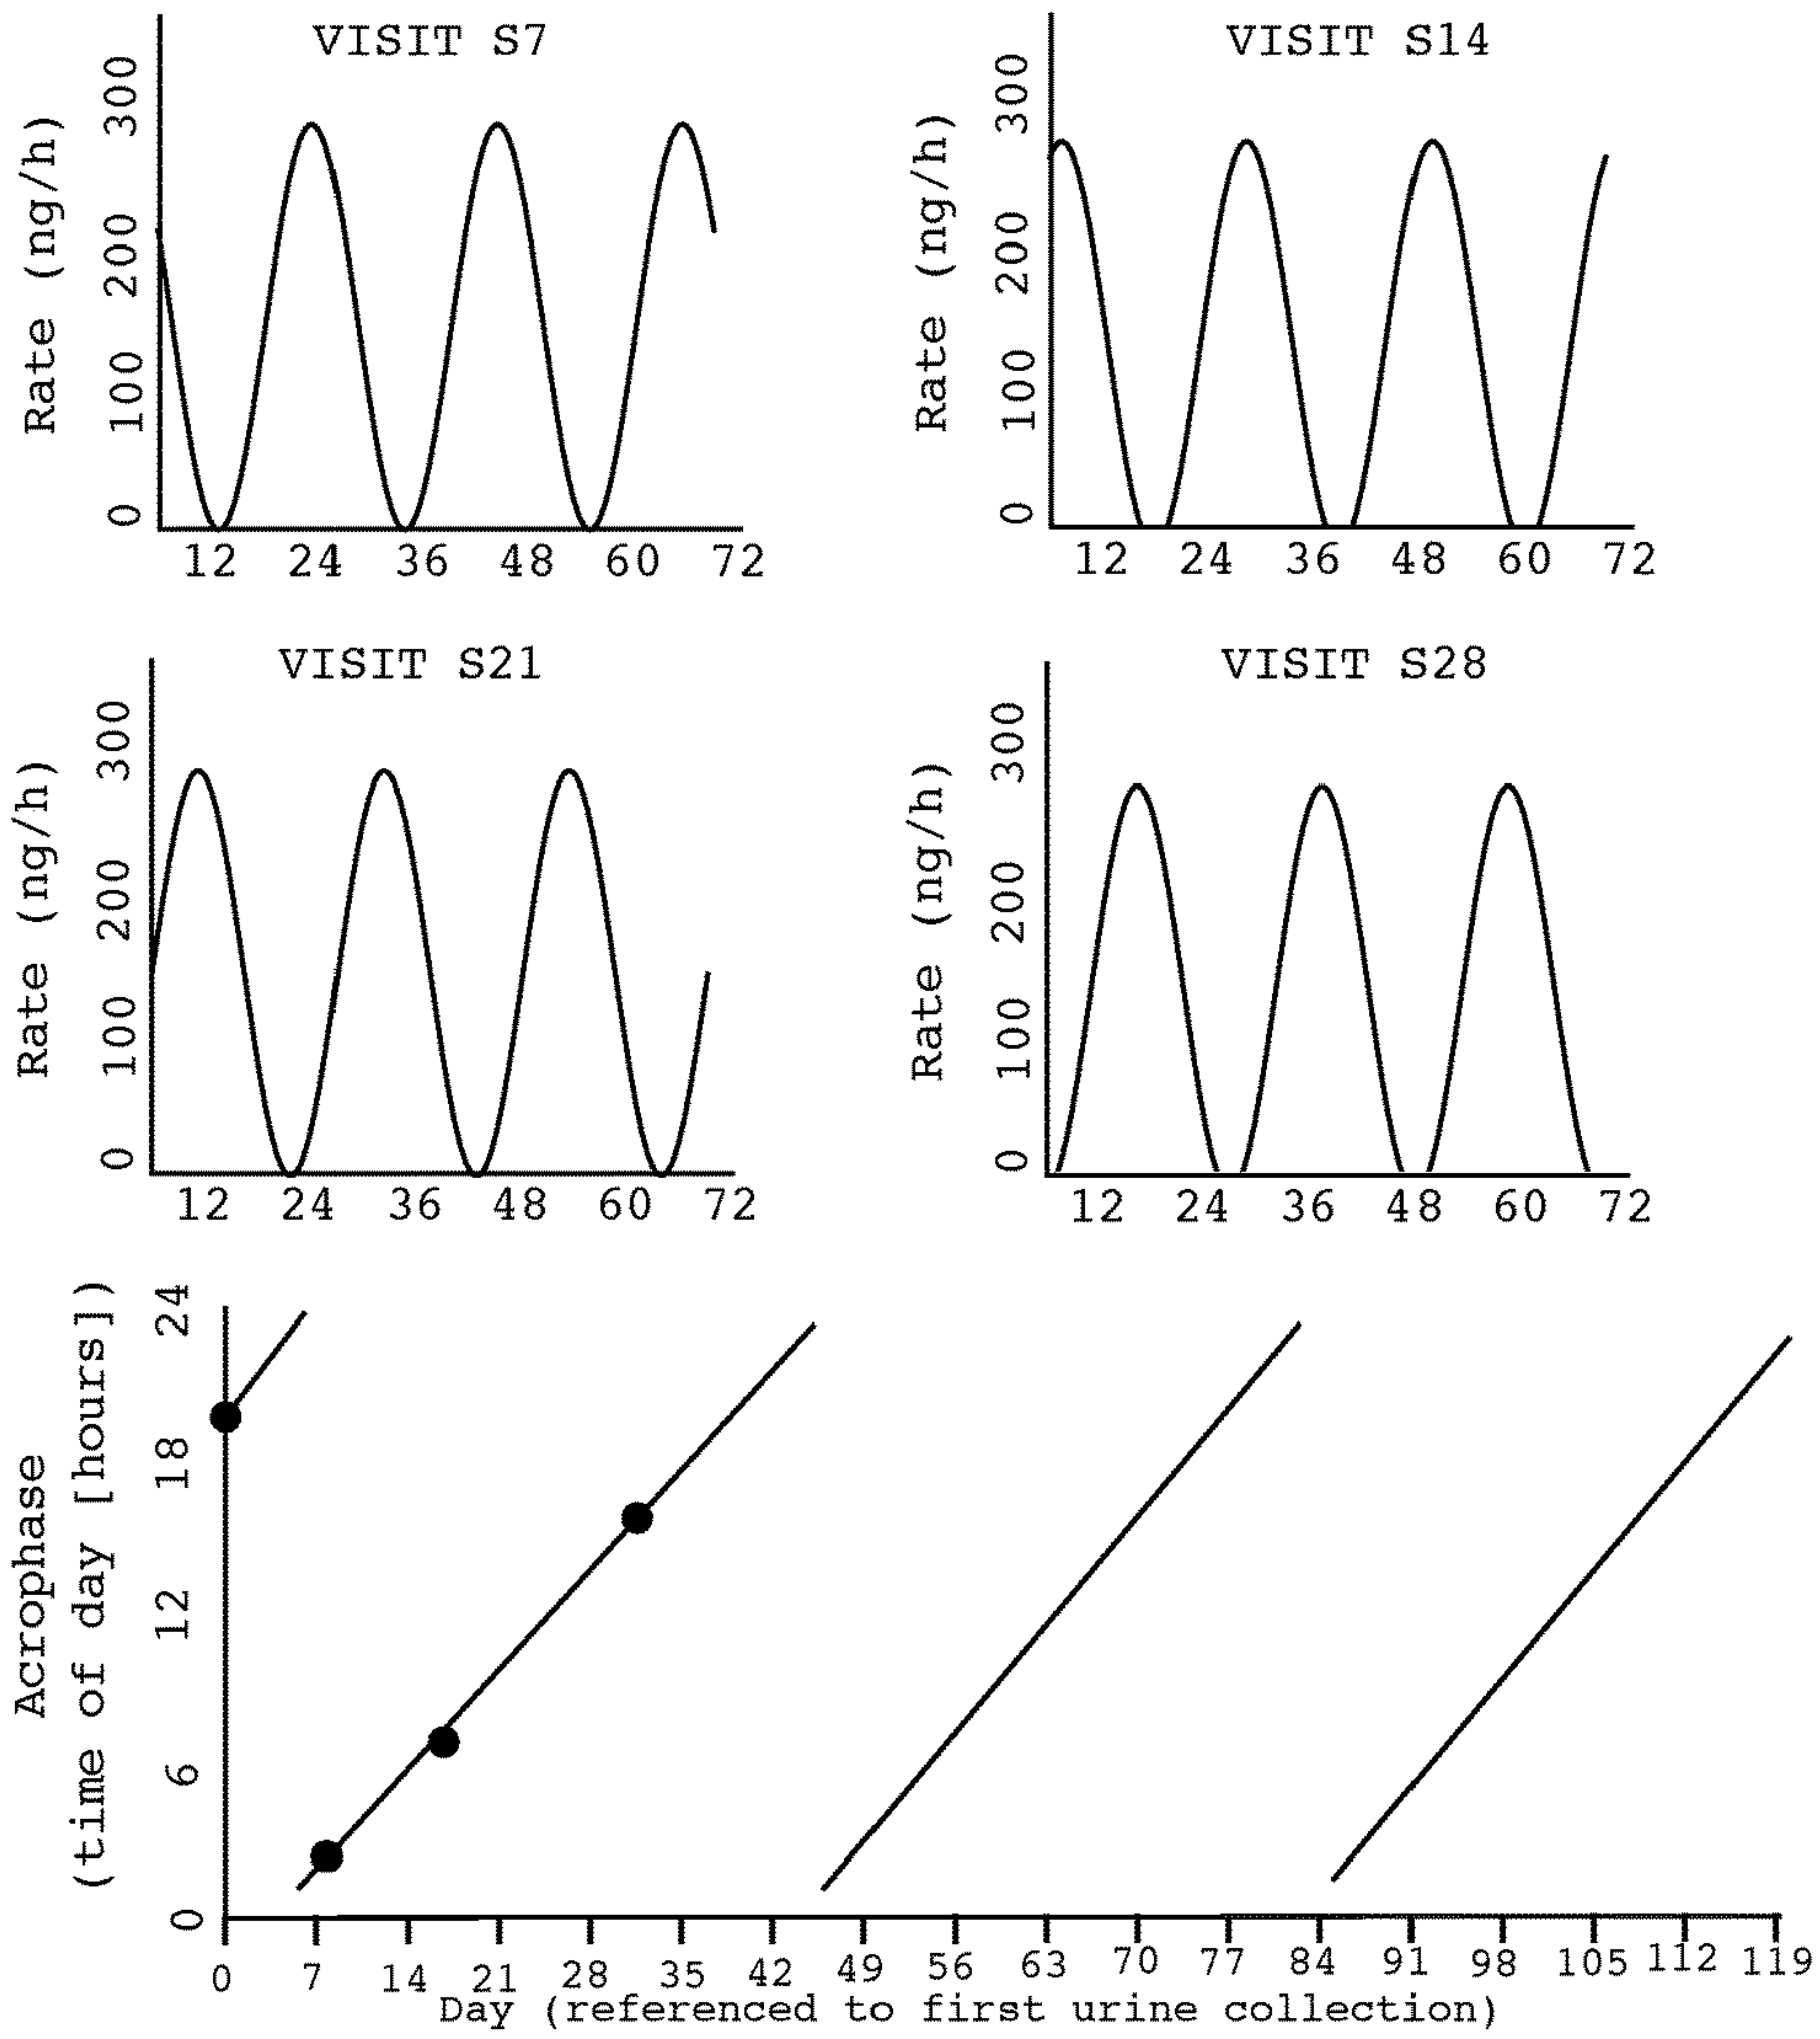 VISIT S7
Rate (ng/h)
300
200
100
0
12 24 36 48 60 72
VISIT S14
Rate (ng/h)
300
200
100
0
12 24 36 48 60 72
VISIT S21
Rate (ng/h)
300
200
100
0
12 24 36 48 60 72
VISIT S28
Rate (ng/h)
300
200
100
0
12 24 36 48 60 72
Acrophase
(time of day [hours])
24
18
12
6
0
0 7 14 21 28 35 42 49 56 63 70 77 84 91 98 105 112 119
Day (referenced to first urine collection)